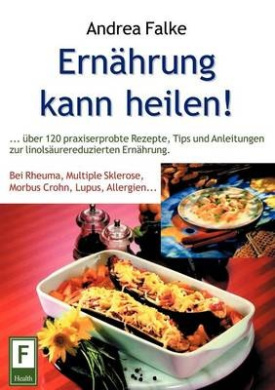 Andrea Falke
Ernährung
kann heilen!
... über 120 praxiserprobte Rezepte, Tips und Anleitungen
zur linolsäurereduzierten Ernährung.
Bei Rheuma, Multiple Sklerose,
Morbus Crohn, Lupus, Allergien...
F
Health